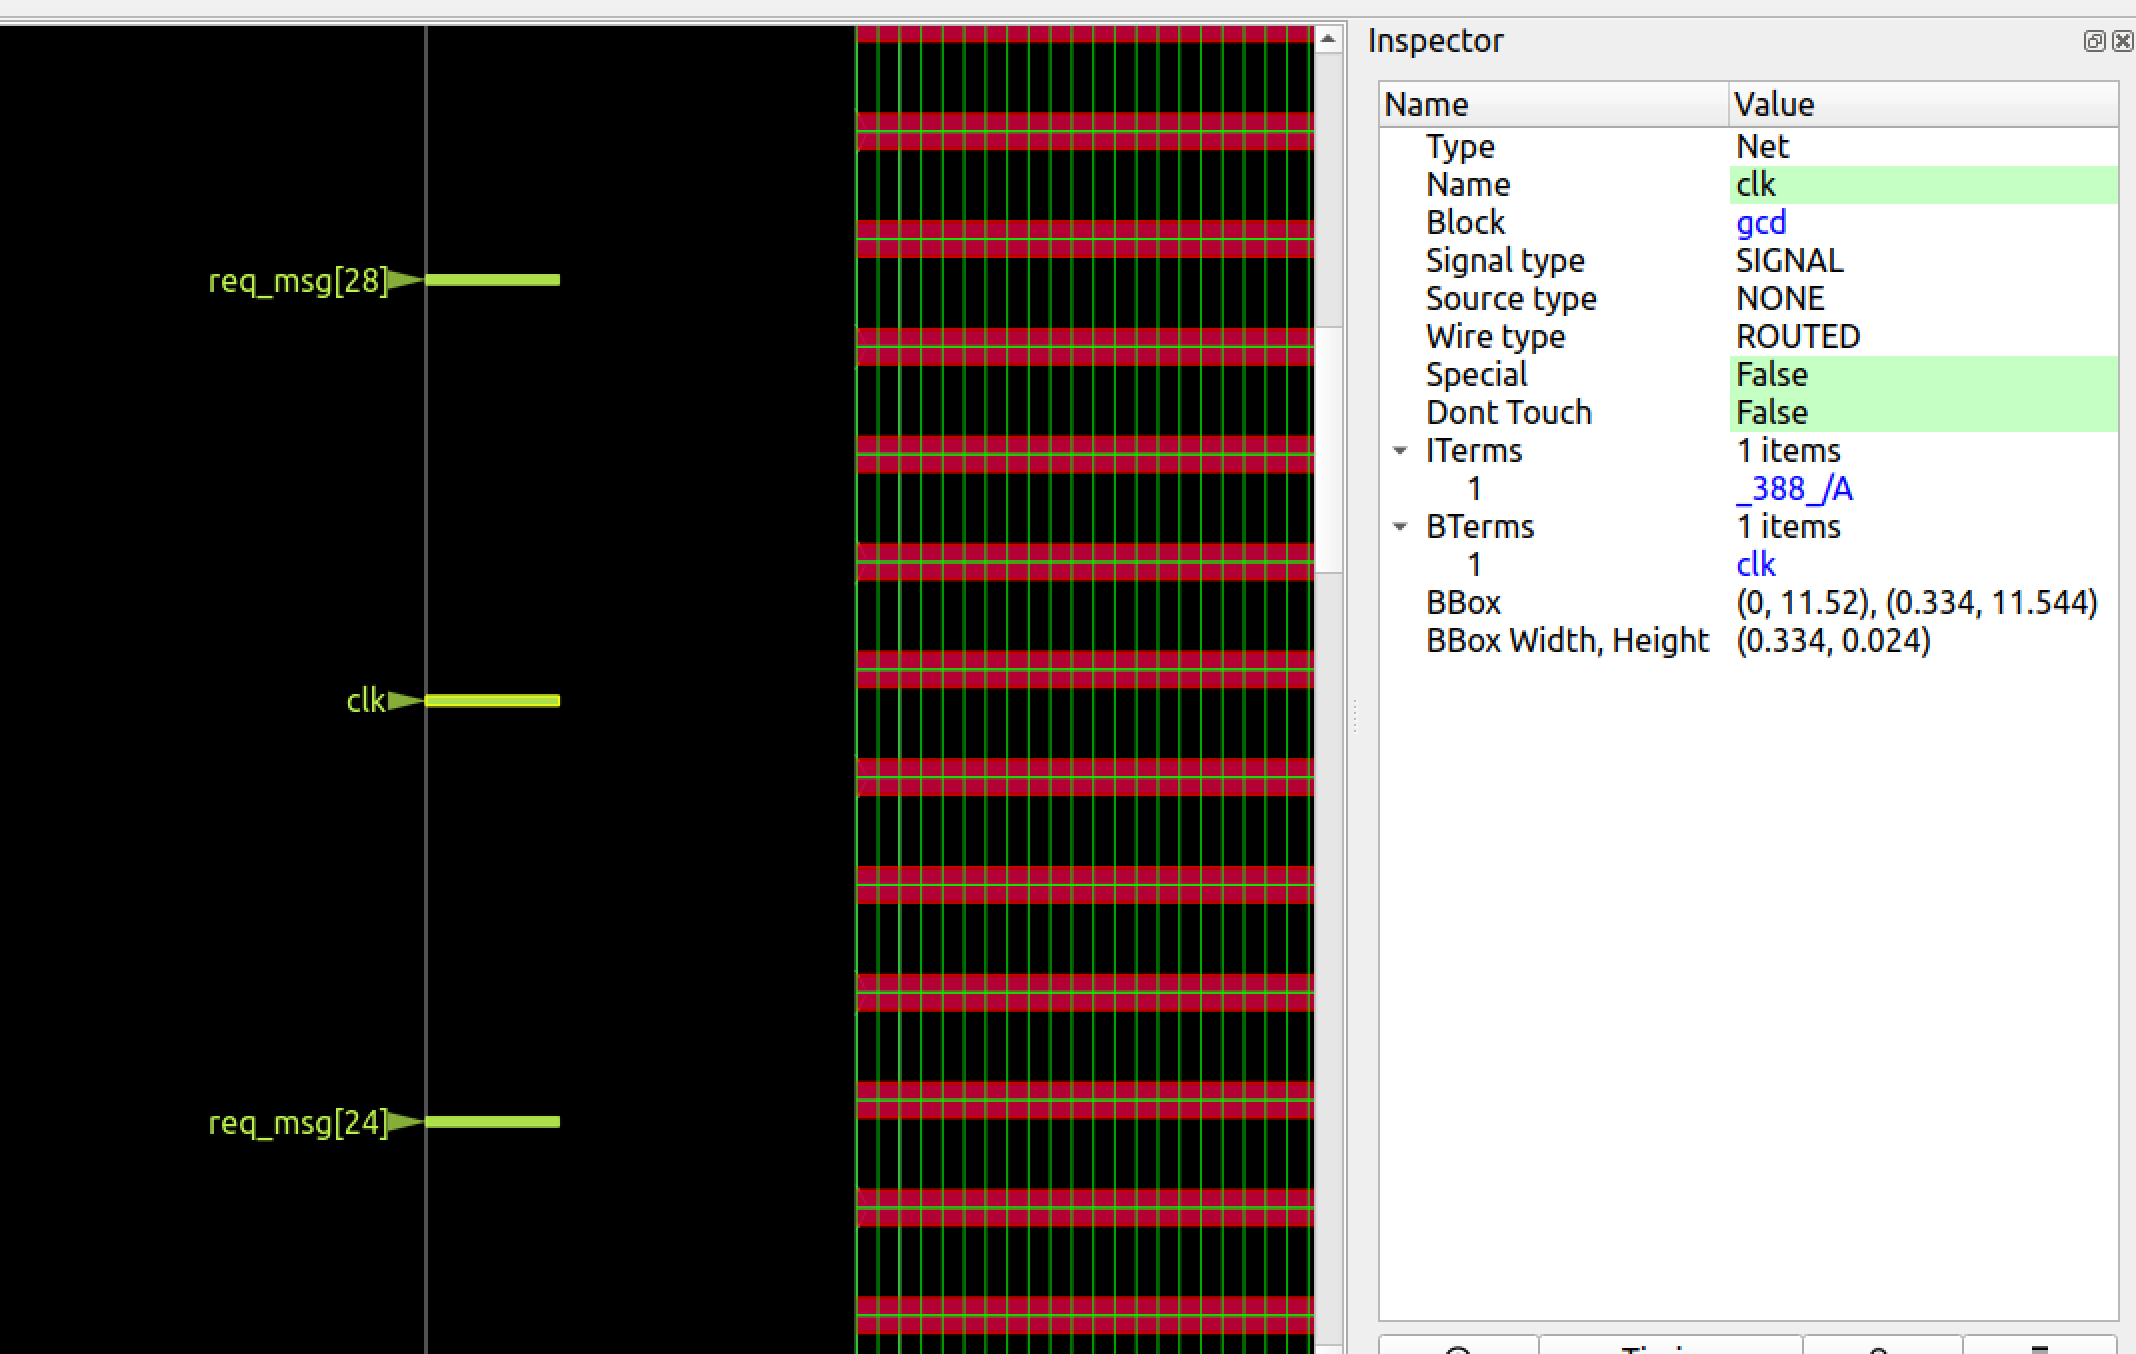 req_msg[28]
clk
req_msg[24]
Inspector
Name Value
Type Net
Name clk
Block gcd
Signal type SIGNAL
Source type NONE
Wire type ROUTED
Special False
Dont Touch False
ITerms 1 items
1 _388_/A
BTerms 1 items
1 clk
BBox (0, 11.52), (0.334, 11.544)
BBox Width, Height (0.334, 0.024)